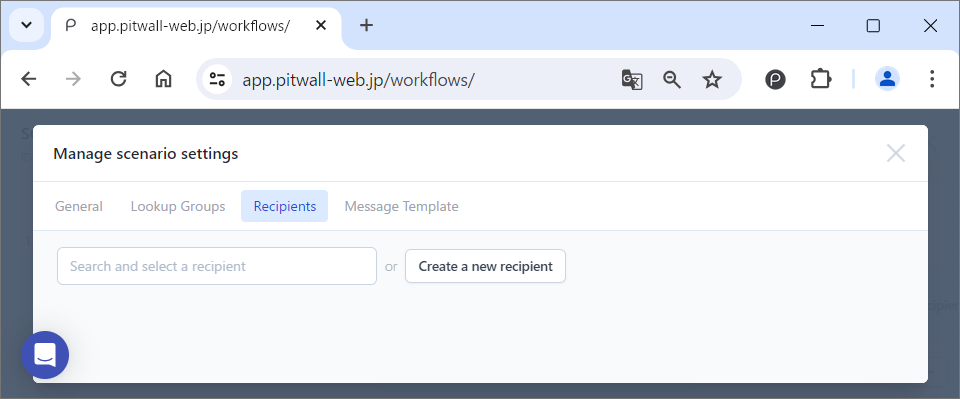 app.pitwall-web.jp/workflows/
app.pitwall-web.jp/workflows/
Manage scenario settings
General Lookup Groups Recipients Message Template
Search and select a recipient or Create a new recipient